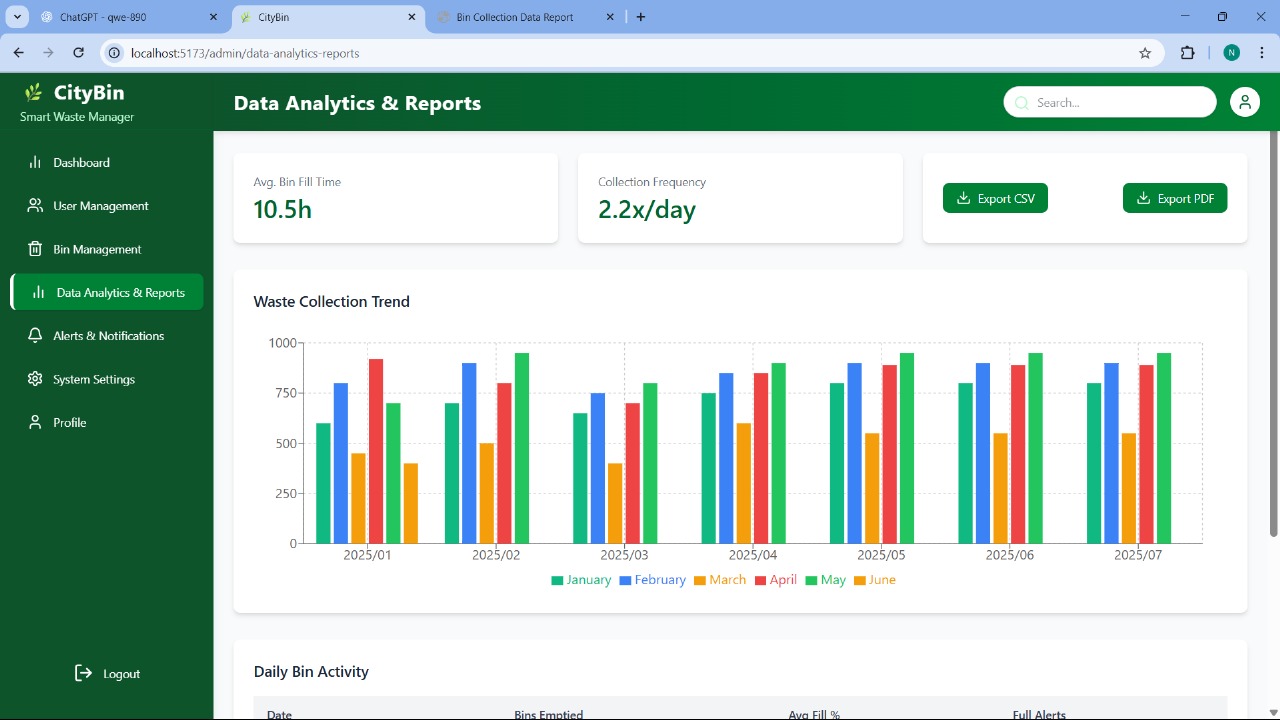 ChatGPT - qwe-890
CityBin
Bin Collection Data Report
localhost:5173/admin/data-analytics-reports
N
CityBin
Smart Waste Manager
Data Analytics & Reports
Search...
Dashboard
User Management
Bin Management
Data Analytics & Reports
Alerts & Notifications
System Settings
Profile
Logout
Avg. Bin Fill Time
10.5h
Collection Frequency
2.2x/day
Export CSV
Export PDF
Waste Collection Trend
1000
750
500
250
0
2025/01 2025/02 2025/03 2025/04 2025/05 2025/06 2025/07
January February March April May June
Daily Bin Activity
Date Bins Emptied Avg Fill % Full Alerts